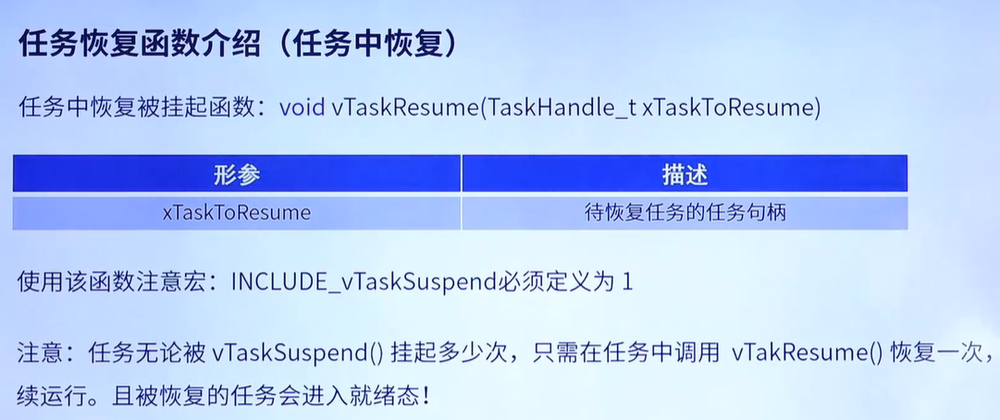 任务恢复函数介绍（任务中恢复）
任务中恢复被挂起函数：void vTaskResume(TaskHandle_t xTaskToResume)
形参 描述
xTaskToResume 待恢复任务的任务句柄
使用该函数注意宏：INCLUDE_vTaskSuspend必须定义为 1
注意：任务无论被 vTaskSuspend() 挂起多少次，只需在任务中调用 vTakResume() 恢复一次，
续运行。且被恢复的任务会进入就绪态！